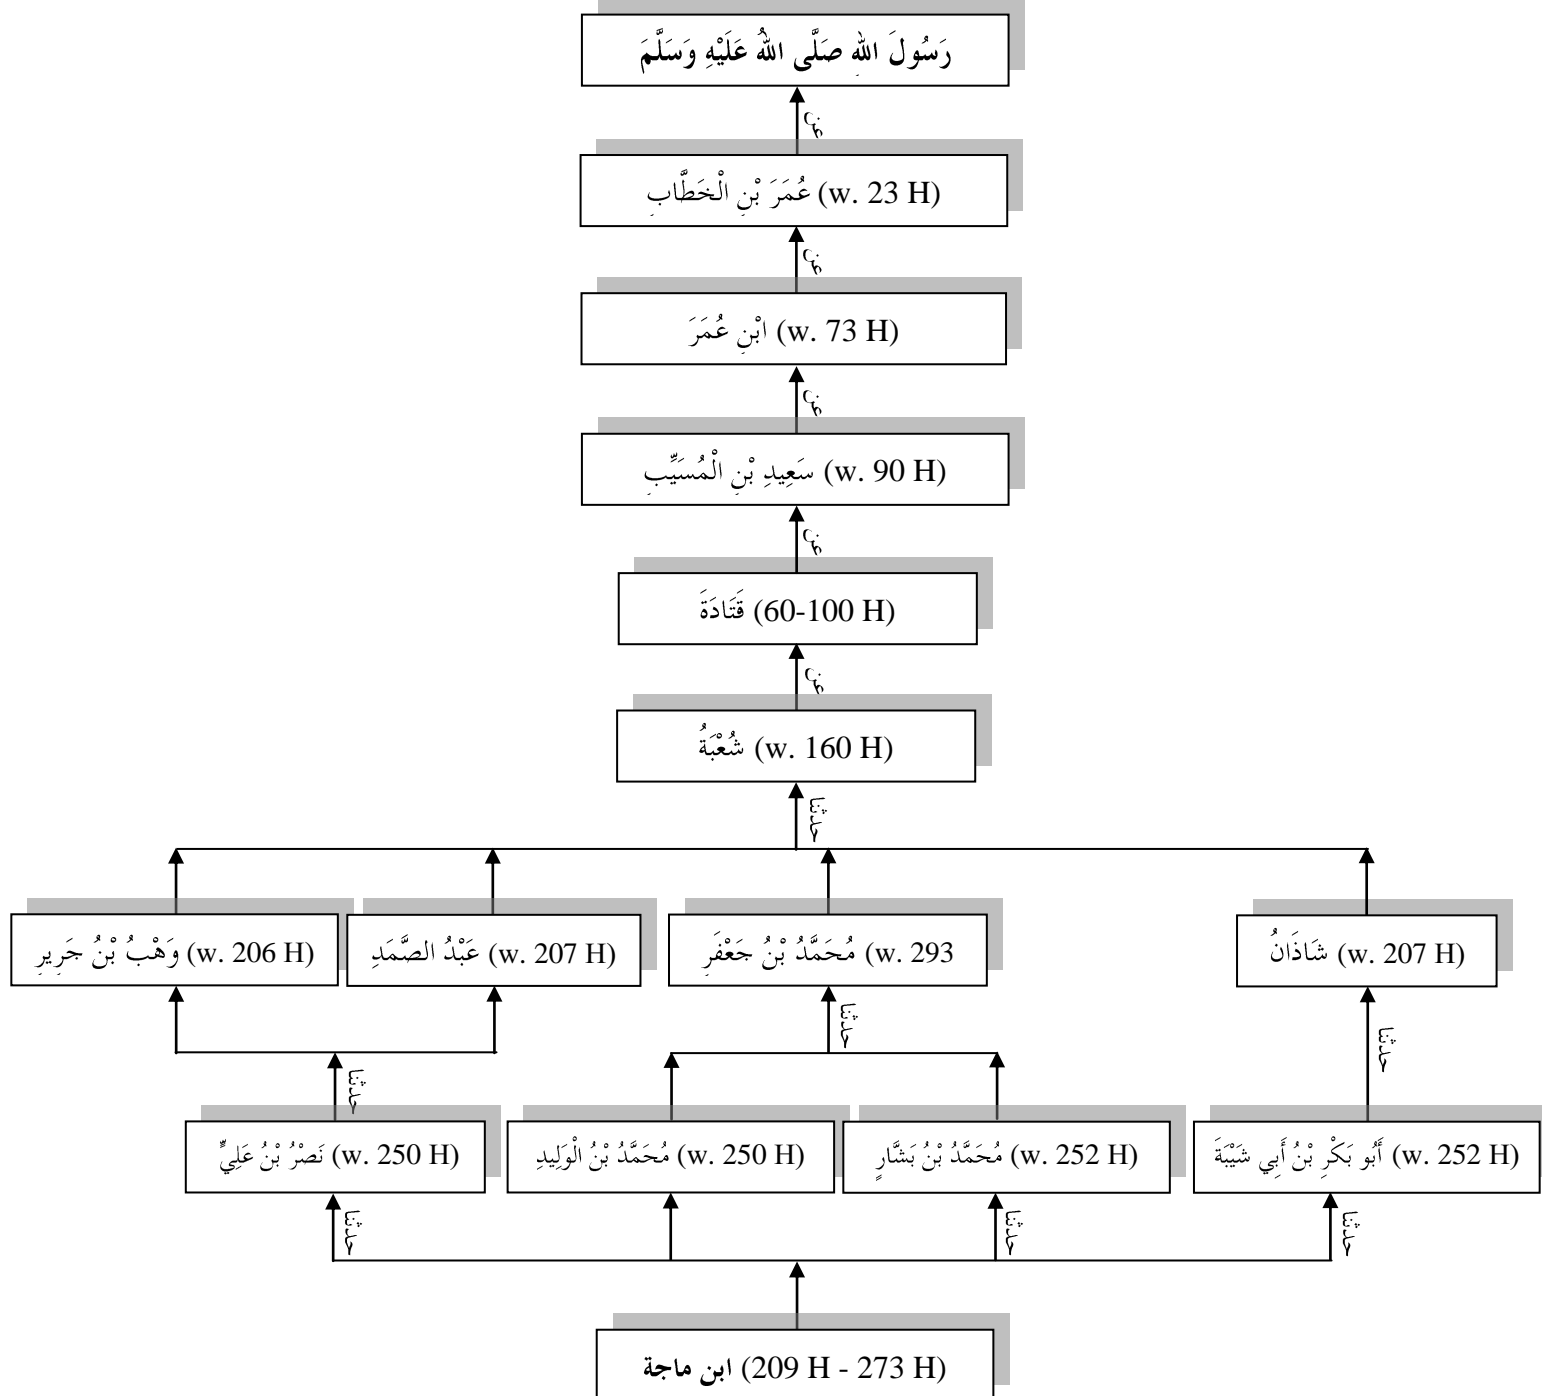 رَسُولَ اللهِ صَلَّى اللهُ عَلَيْهِ وَسَلَّمَ
عن
عُمَرَ بْنِ الْخَطَّابِ (w. 23 H)
عن
ابْنِ عُمَرَ (w. 73 H)
عن
سَعِيدِ بْنِ الْمُسَيِّبِ (w. 90 H)
عن
قَتَادَةَ (60-100 H)
عن
شُعْبَةُ (w. 160 H)
حدثنا
وَهْبُ بْنُ جَرِيرٍ (w. 206 H)
عَبْدُ الصَّمَدِ (w. 207 H)
مُحَمَّدُ بْنُ جَعْفَرٍ (w. 293
شَاذَانُ (w. 207 H)
حدثنا
حدثنا
حدثنا
نَصْرُ بْنُ عَلِيٍّ (w. 250 H)
مُحَمَّدُ بْنُ الْوَلِيدِ (w. 250 H)
مُحَمَّدُ بْنُ بَشَّارٍ (w. 252 H)
أَبُو بَكْرِ بْنُ أَبِي شَيْبَةَ (w. 252 H)
حدثنا
حدثنا
حدثنا
ابن ماجة (209 H - 273 H)